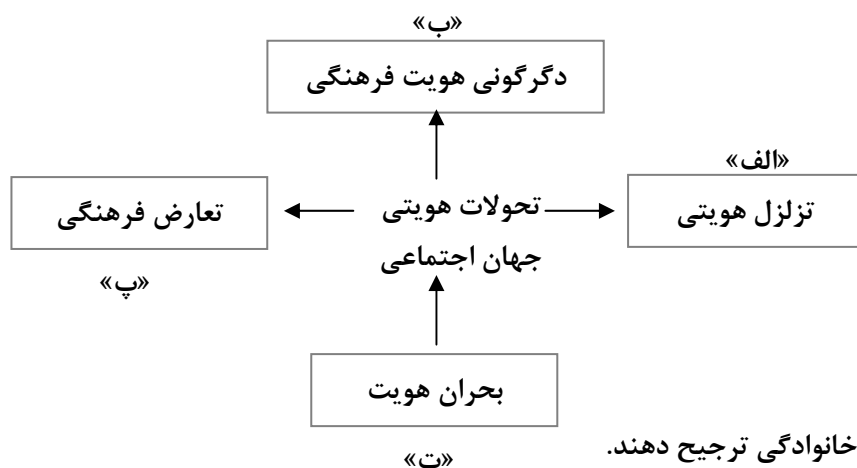 «ب»
دگرگونی هویت فرهنگی
«الف»
تزلزل هویتی
تحولات هویتی
جهان اجتماعی
تعارض فرهنگی
«پ»
بحران هویت
«ت»
خانوادگی ترجیح دهند.